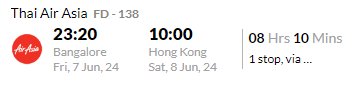 Thai Air Asia FD - 138
23:20 10:00 08 Hrs 10 Mins
AirAsia Bangalore Hong Kong 1 stop, via ...
Fri, 7 Jun, 24 Sat, 8 Jun, 24